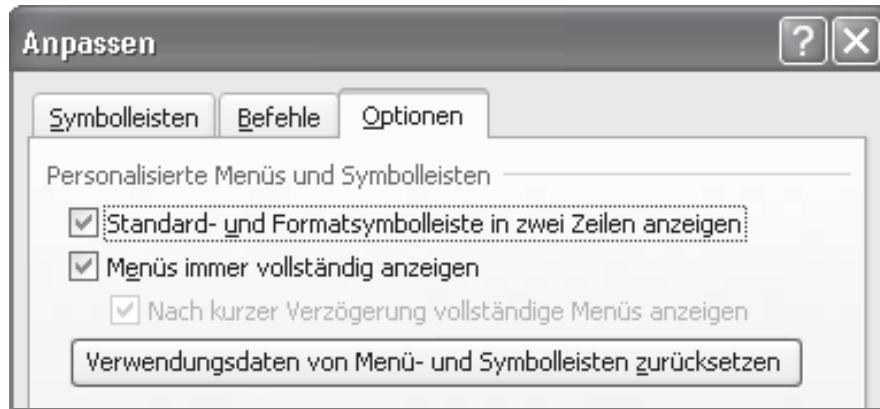 Anpassen
Symbolleisten Befehle Optionen
Personalisierte Menüs und Symbolleisten
Standard- und Formatsymbolleiste in zwei Zeilen anzeigen
Menüs immer vollständig anzeigen
Nach kurzer Verzögerung vollständige Menüs anzeigen
Verwendungsdaten von Menü- und Symbolleisten zurücksetzen